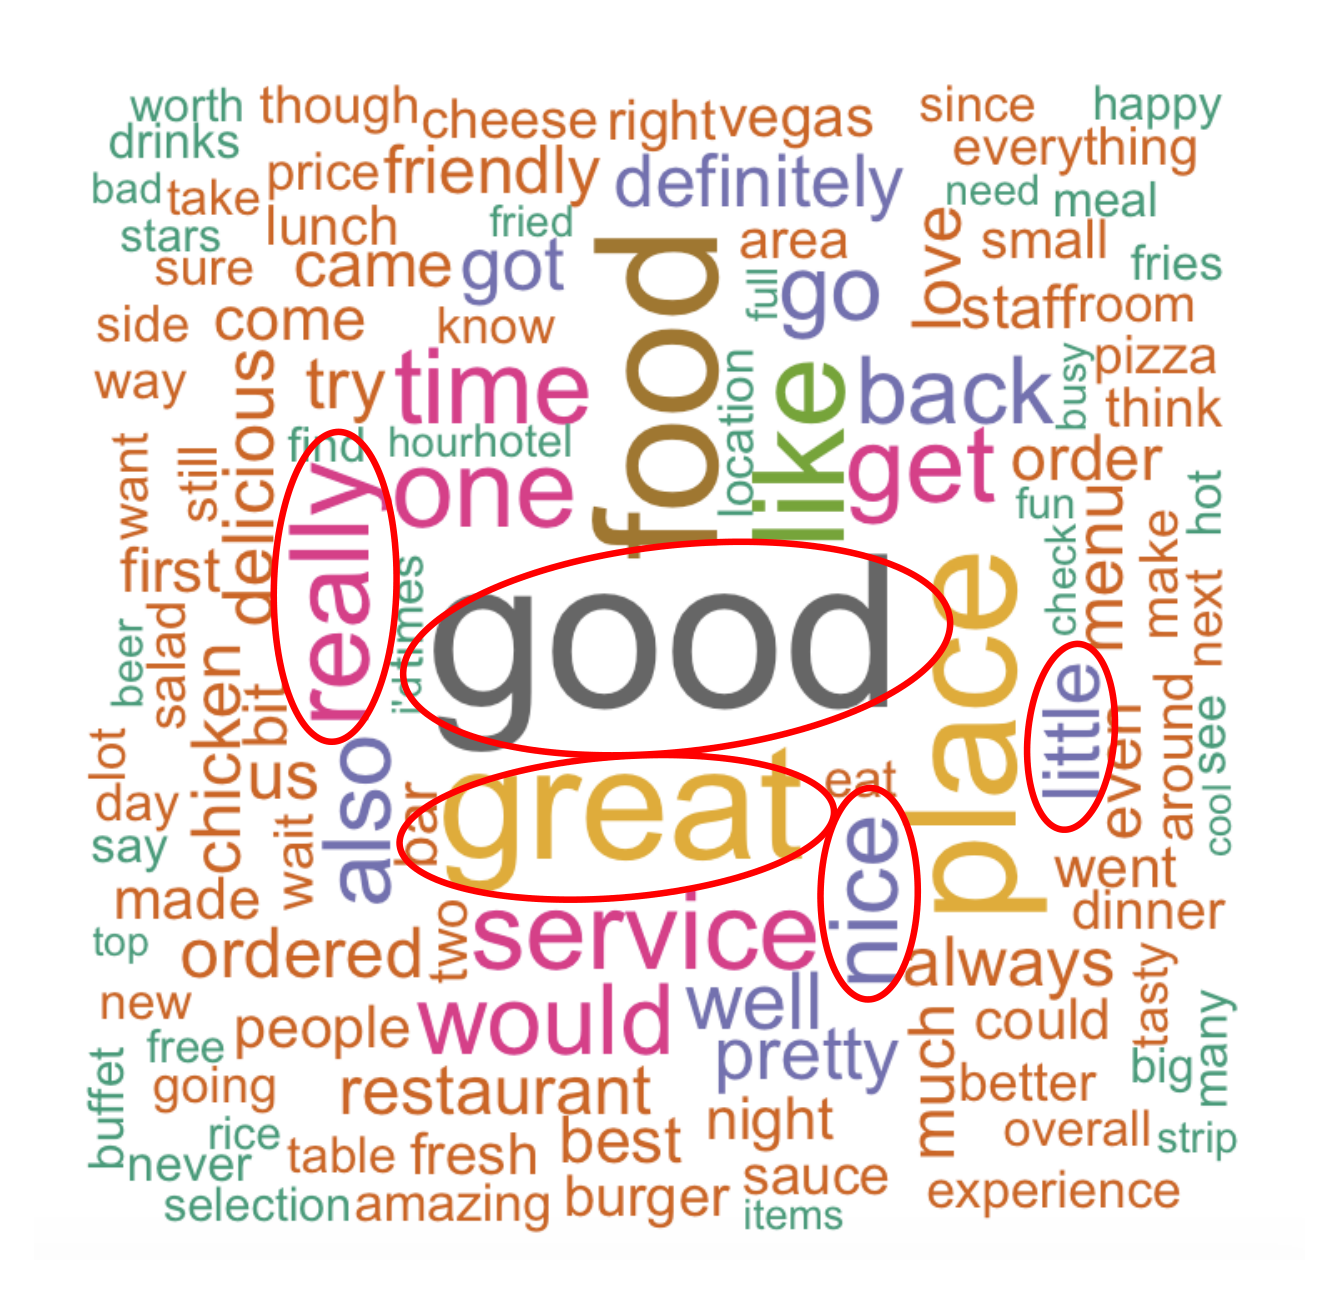 worth
though
cheese
right
vegas
since
happy
drinks
everything
price
friendly
definitely
bad
take
need
meal
stars
lunch
fried
area
love
small
sure
came
got
food
full
go
fries
side
come
know
staff
room
way
delicious
try
time
location
like
back
busy
pizza
think
want
still
find
hour
hotel
one
get
order
fun
menu
hot
really
first
i'd
times
good
place
check
make
next
beer
salad
chicken
bit
little
even
around
see
lot
us
also
great
eat
day
wait
bar
nice
cool
say
went
made
dinner
top
ordered
two
service
always
tasty
new
people
would
well
could
many
free
pretty
much
big
buffet
going
restaurant
better
rice
night
overall
strip
never
table
fresh
best
sauce
selection
amazing
burger
items
experience